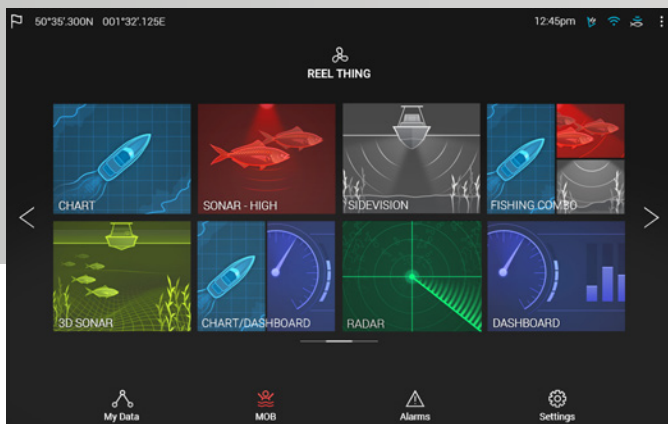 50°35'.300N 001°32'.125E 12:45pm
REEL THING
CHART SONAR - HIGH SIDEVISION FISHING COMBO
3D SONAR CHART/DASHBOARD RADAR DASHBOARD
My Data MOB Alarms Settings